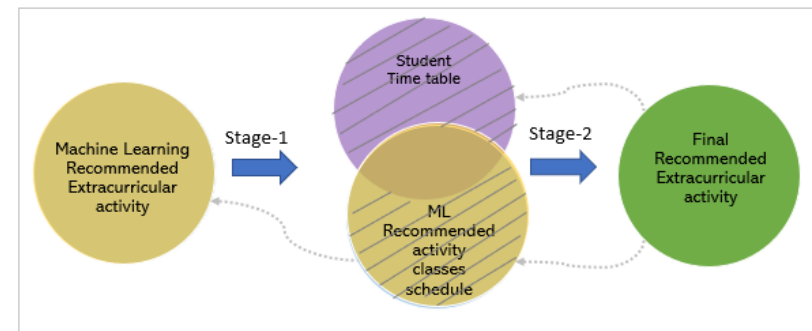 Machine Learning
Recommended
Extracurricular
activity
Stage-1
Student
Time table
ML
Recommended
activity
classes
schedule
Stage-2
Final
Recommended
Extracurricular
activity